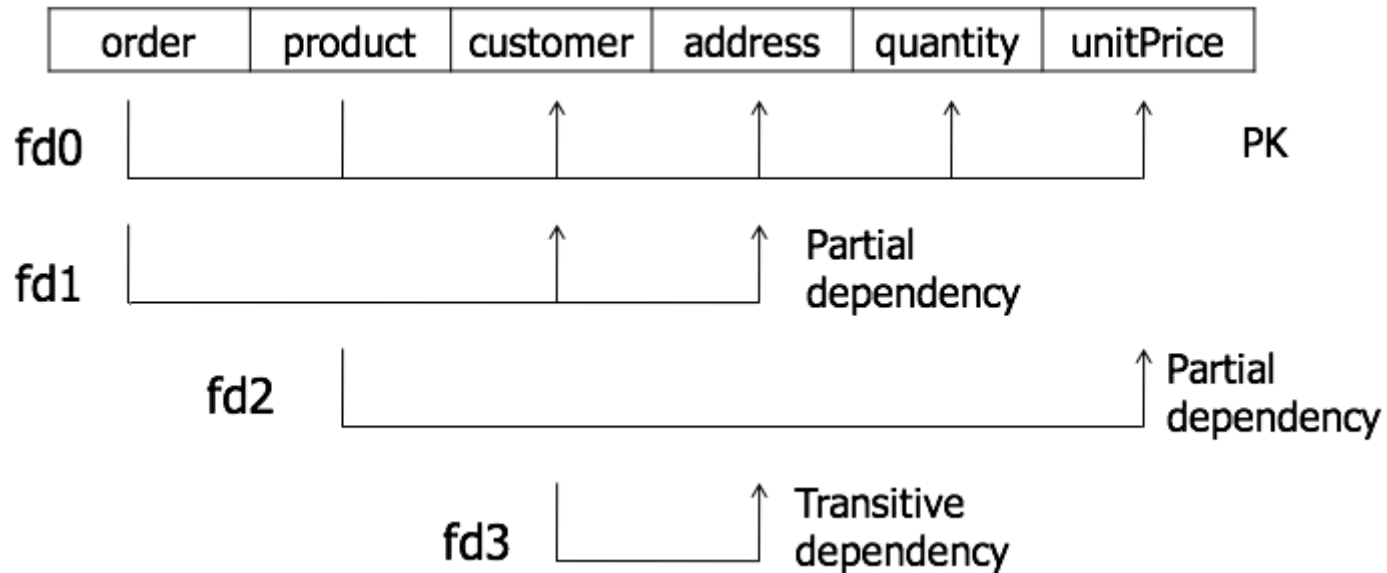 order product customer address quantity unitPrice
fd0 PK
fd1 Partial
dependency
fd2 Partial
dependency
fd3 Transitive
dependency